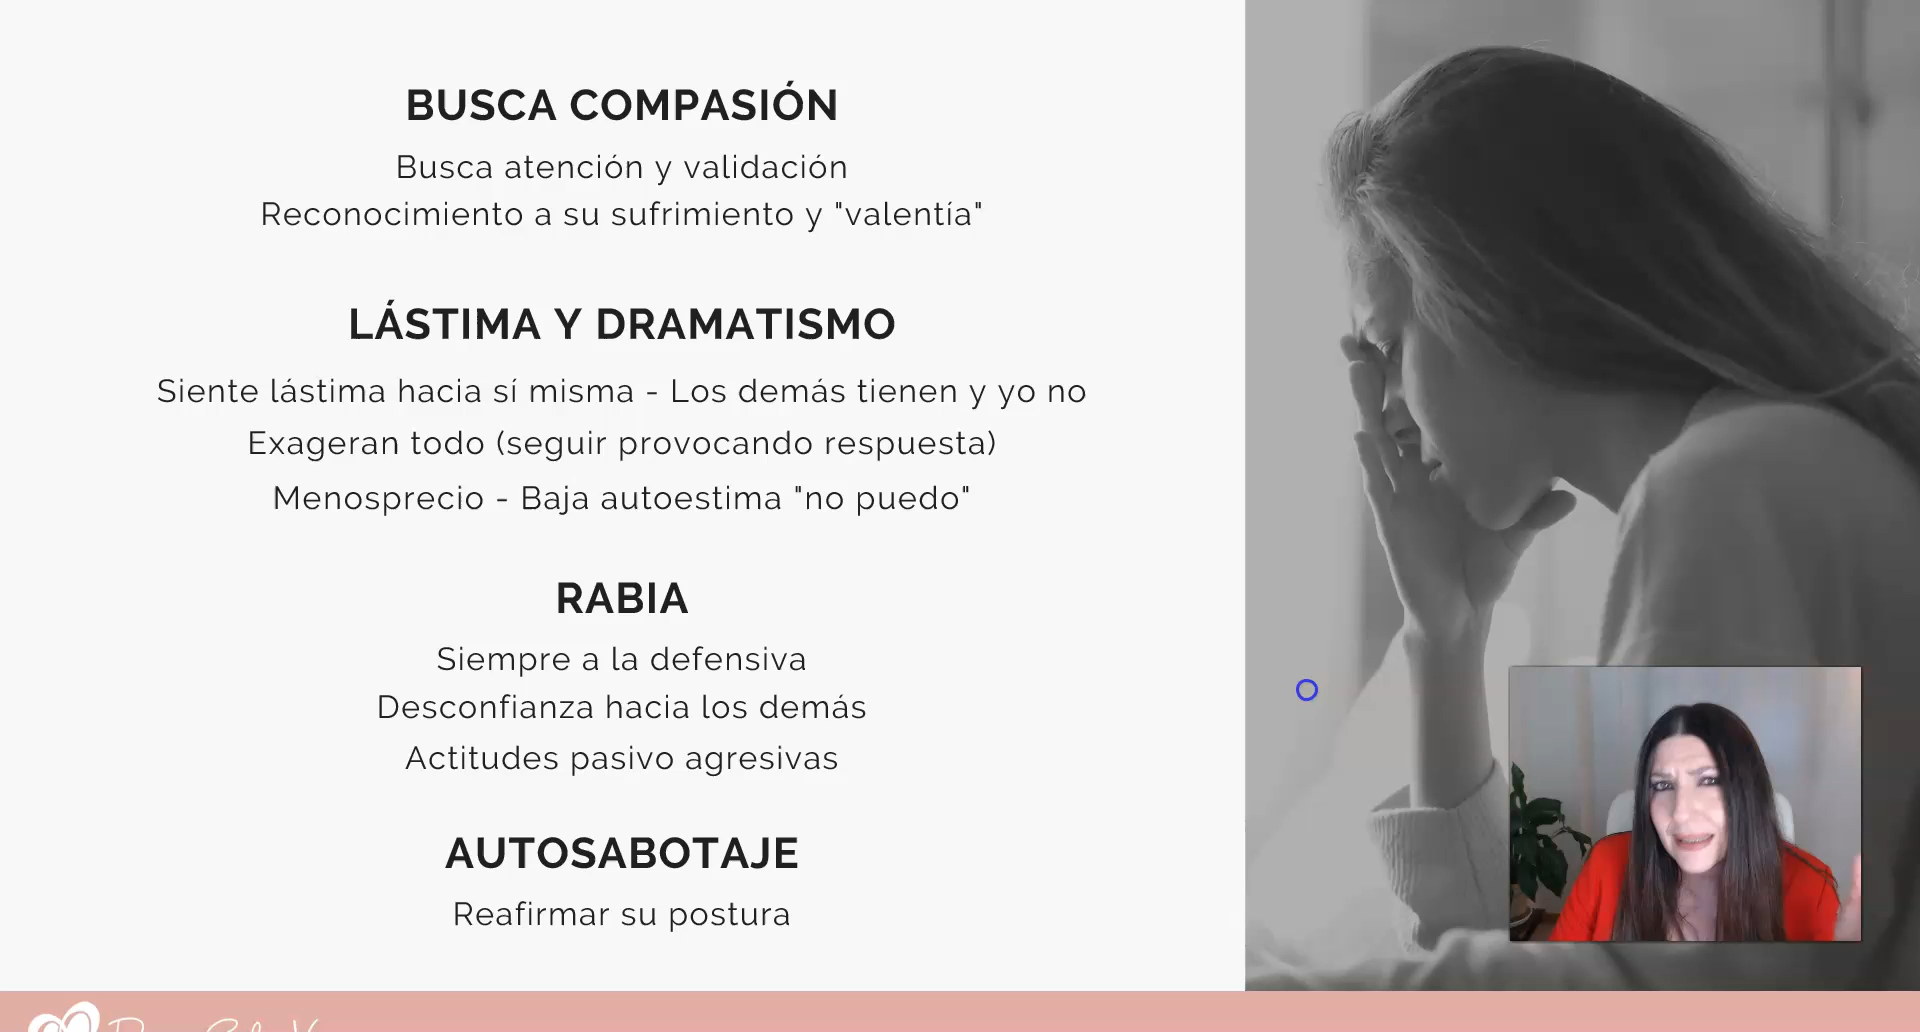 BUSCA COMPASIÓN
Busca atención y validación
Reconocimiento a su sufrimiento y "valentía"
LÁSTIMA Y DRAMATISMO
Siente lástima hacia sí misma - Los demás tienen y yo no
Exageran todo (seguir provocando respuesta)
Menosprecio - Baja autoestima "no puedo"
RABIA
Siempre a la defensiva
Desconfianza hacia los demás
Actitudes pasivo agresivas
AUTOSABOTAJE
Reafirmar su postura